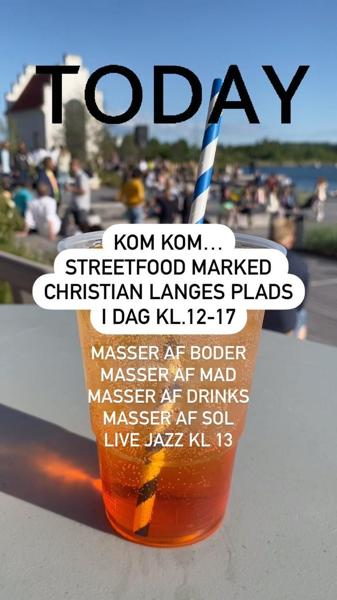 TODAY
KOM KOM...
STREETFOOD MARKED
CHRISTIAN LANGES PLADS
I DAG KL.12-17
MASSER AF BODER
MASSER AF MAD
MASSER AF DRINKS
MASSER AF SOL
LIVE JAZZ KL 13